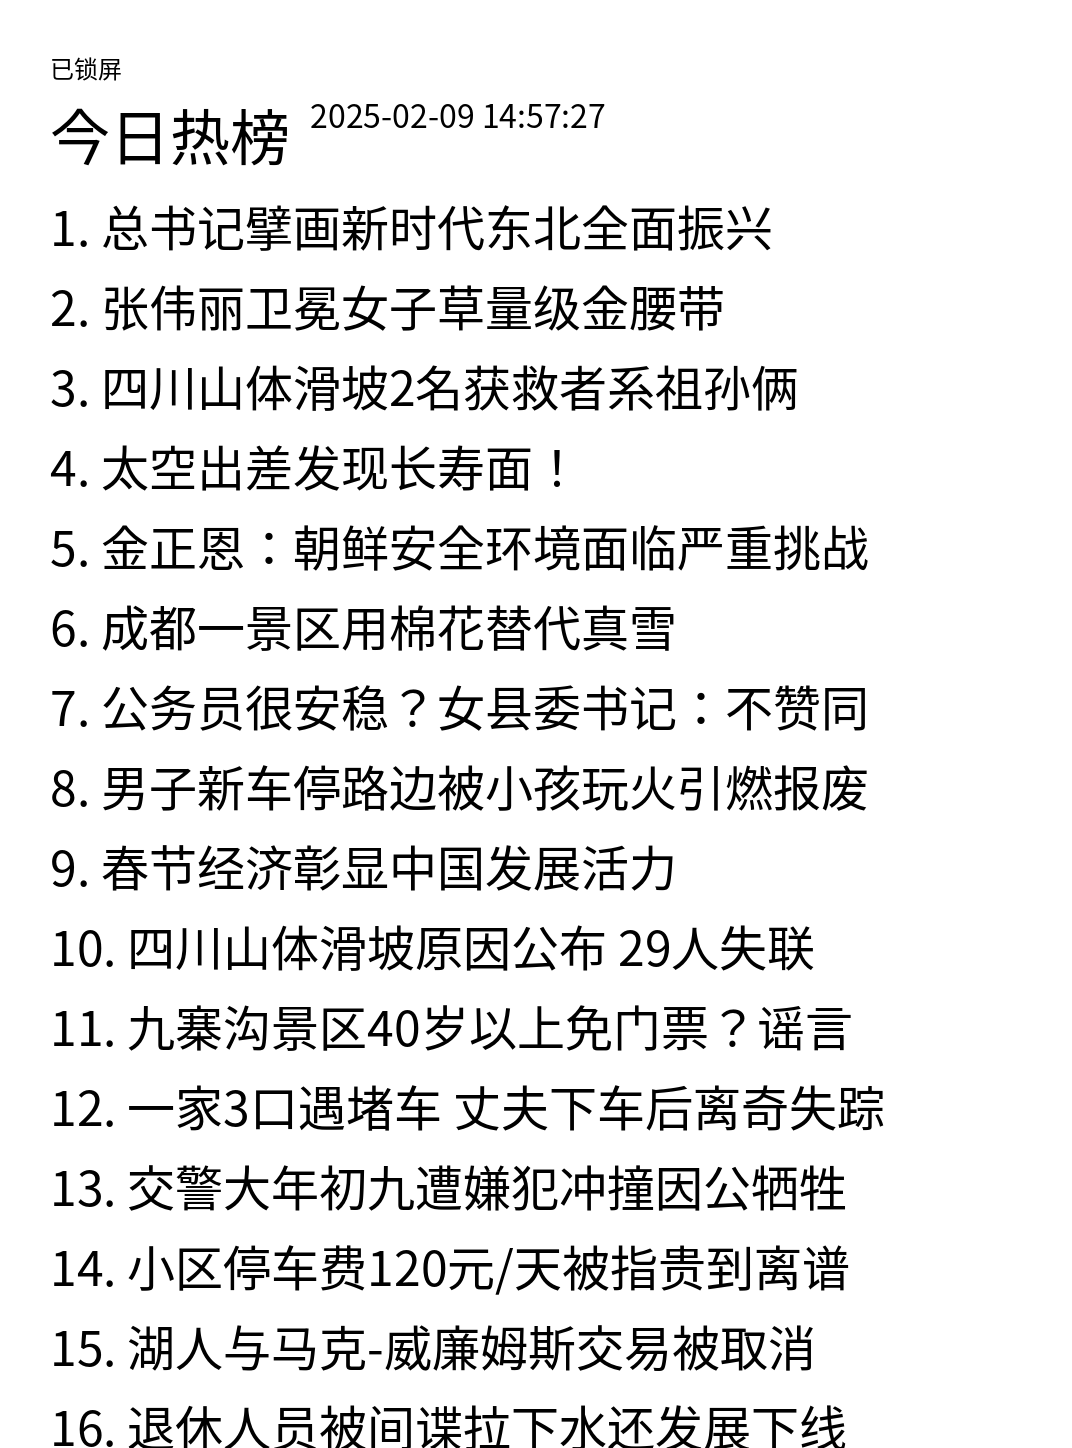 已锁屏
今日热榜 2025-02-09 14:57:27
1. 总书记擘画新时代东北全面振兴
2. 张伟丽卫冕女子草量级金腰带
3. 四川山体滑坡2名获救者系祖孙俩
4. 太空出差发现长寿面！
5. 金正恩：朝鲜安全环境面临严重挑战
6. 成都一景区用棉花替代真雪
7. 公务员很安稳？女县委书记：不赞同
8. 男子新车停路边被小孩玩火引燃报废
9. 春节经济彰显中国发展活力
10. 四川山体滑坡原因公布 29人失联
11. 九寨沟景区40岁以上免门票？谣言
12. 一家3口遇堵车 丈夫下车后离奇失踪
13. 交警大年初九遭嫌犯冲撞因公牺牲
14. 小区停车费120元/天被指贵到离谱
15. 湖人与马克-威廉姆斯交易被取消
16. 退休人员被间谍拉下水还发展下线